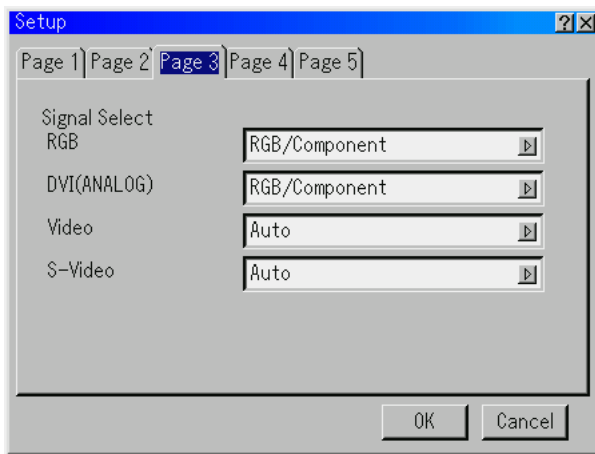 Setup
Page 1 Page 2 Page 3 Page 4 Page 5
Signal Select
RGB RGB/Component
DVI(ANALOG) RGB/Component
Video Auto
S-Video Auto
OK Cancel